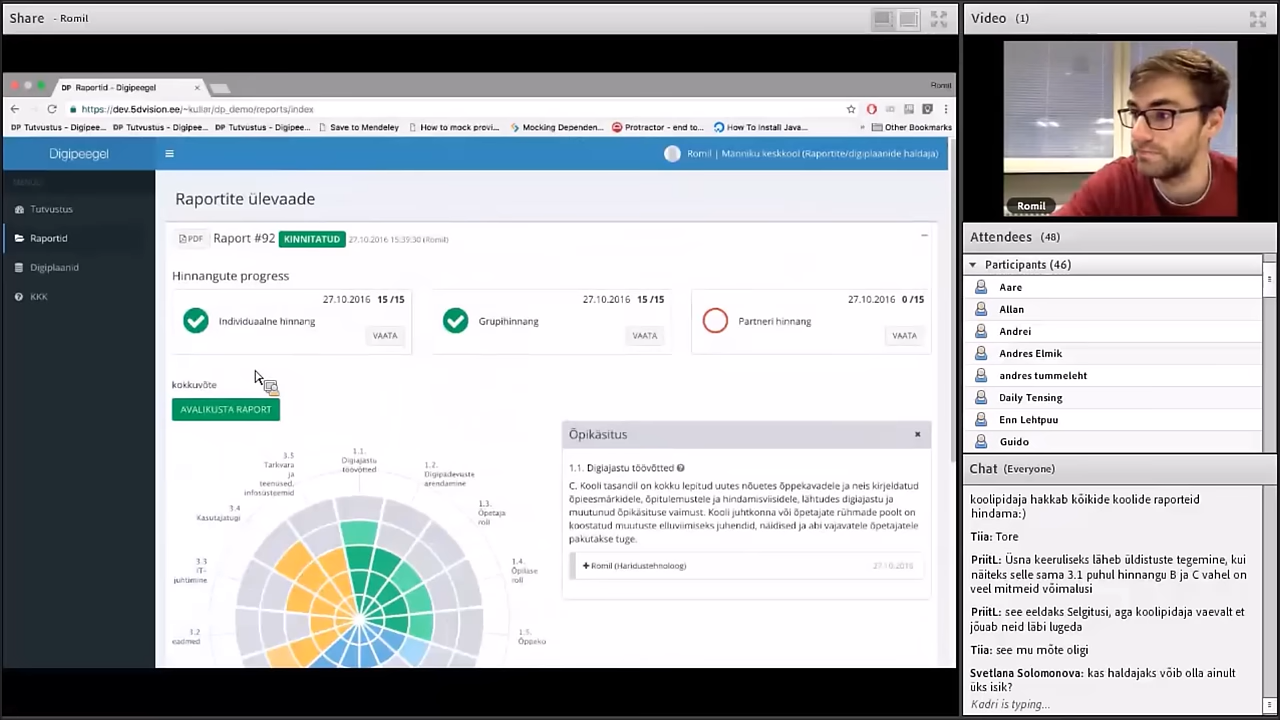 Share - Romil
DP Raportid - Digipeegel
Romil
https://dev.5dvision.ee/~kullar/dp_demo/reports/index
DP Tutvustus - Digipee... DP Tutvustus - Digipee... DP Tutvustus - Digipee... Save to Mendeley How to mock provi... Mocking Dependen... Protractor - end to... How To Install Java... » Other Bookmarks
Digipeegel
Romil | Männiku keskkool (Raportite/digiplaanide haldaja)
MENÜÜ
Tutvustus
Raportid
Digiplaanid
KKK
Raportite ülevaade
PDF Raport #92 KINNITATUD 27.10.2016 15:39:30 (Romil)
Hinnangute progress
27.10.2016 15/15
Individuaalne hinnang
VAATA
27.10.2016 15/15
Grupihinnang
VAATA
27.10.2016 0/15
Partneri hinnang
VAATA
kokkuvõte
AVALIKUSTA RAPORT
1.1.
Digiajastu
töövõtted
1.2.
Digipädevuste
arendamine
1.3.
Õpetaja
roll
1.4.
Õpilase
roll
1.5.
Õppeko
3.5
Tarkvara
ja
teenused,
infosüsteemid
3.4
Kasutajatugi
3.3
IT-
juhtimine
3.2
eadmed
Õpikäsitus
1.1. Digiajastu töövõtted
C. Kooli tasandil on kokku lepitud uutes nõuetes õppekavadele ja neis kirjeldatud
õpieesmärkidele, õpitulemustele ja hindamisviisidele, lähtudes digiajastu ja
muutunud õpikäsituse vaimust. Kooli juhtkonna või õpetajate rühmade poolt on
koostatud muutuste elluviimiseks juhendid, näidised ja abi vajavatele õpetajatele
pakutakse tuge.
+ Romil (Haridustehnoloog) 27.10.2016
Video (1)
Romil
Attendees (48)
Participants (46)
Aare
Allan
Andrei
Andres Elmik
andres tummeleht
Daily Tensing
Enn Lehtpuu
Guido
Chat (Everyone)
koolipidaja hakkab kõikide koolide raporteid
hindama:)
Tiia: Tore
PriitL: Üsna keeruliseks läheb üldistuste tegemine, kui
näiteks selle sama 3.1 puhul hinnangu B ja C vahel on
veel mitmeid võimalusi
PriitL: see eeldaks Selgitusi, aga koolipidaja vaevalt et
jõuab neid läbi lugeda
Tiia: see mu mõte oligi
Svetlana Solomonova: kas haldajaks võib olla ainult
üks isik?
Kadri is typing...